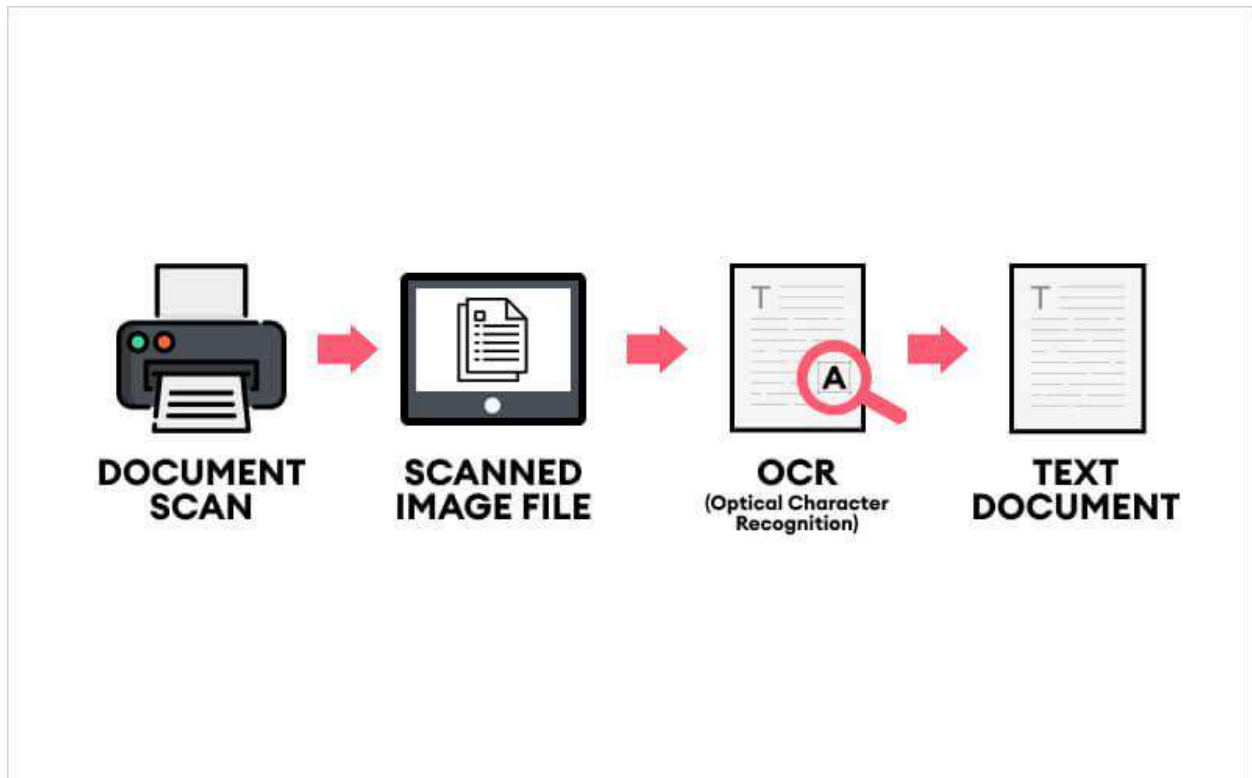 DOCUMENT
SCAN
SCANNED
IMAGE FILE
T
A
OCR
(Optical Character
Recognition)
T
TEXT
DOCUMENT